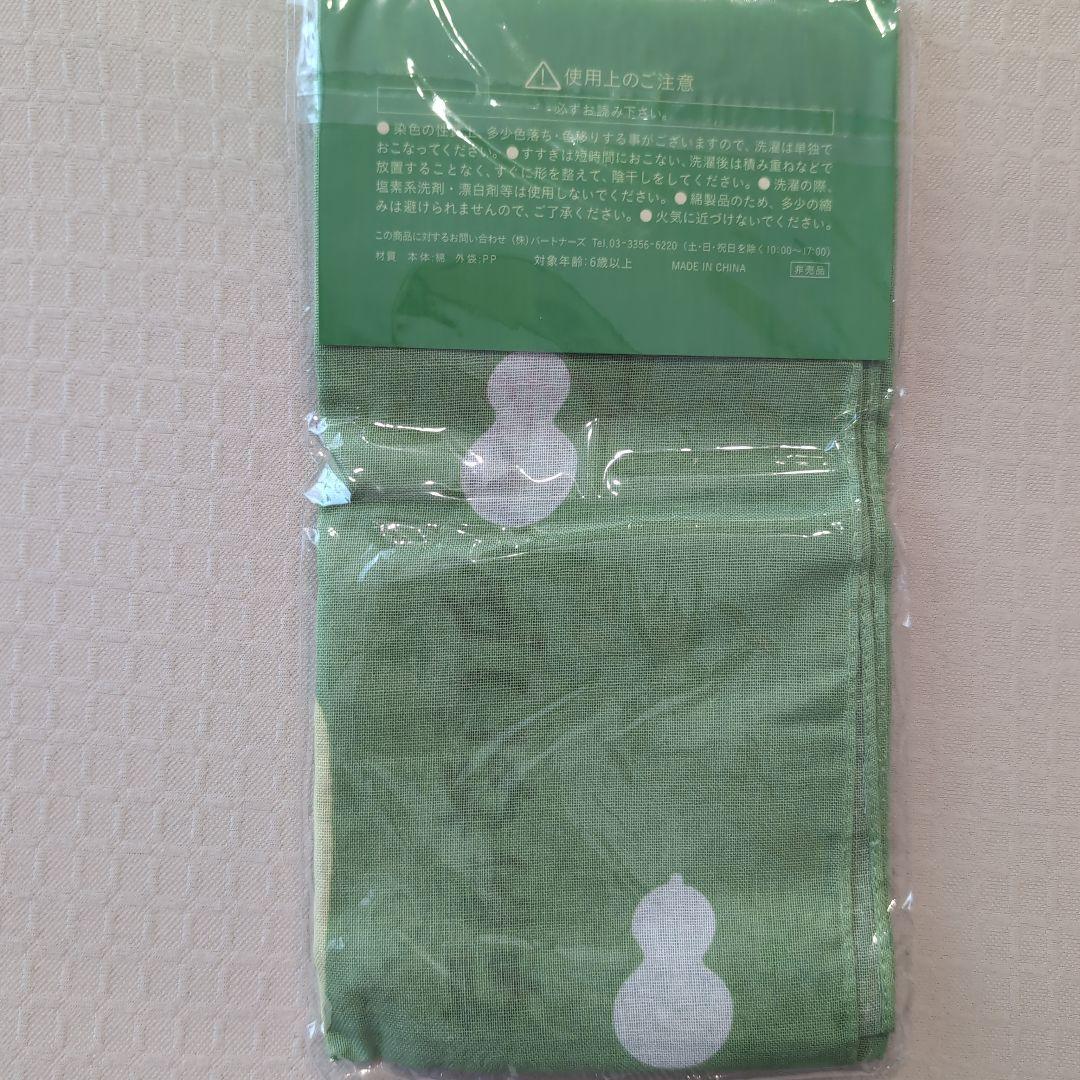 使用上のご注意
必ずお読み下さい。
●染色の性質上、多少色落ち・色移りする事がございますので、洗濯は単独で
おこなってください。●すすぎは短時間におこない、洗濯後は積み重ねなどで
放置することなく、すぐに形を整えて、陰干しをしてください。●洗濯の際、
塩素系洗剤・漂白剤等は使用しないでください。●綿製品のため、多少の縮
みは避けられませんので、ご了承ください。●火気に近づけないでください。
この商品に対するお問い合わせ (株)パートナーズ Tel.03-3356-6220 (土・日・祝日を除く10:00〜17:00)
材質 本体:綿 外袋:PP 対象年齢:6歳以上 MADE IN CHINA 非売品